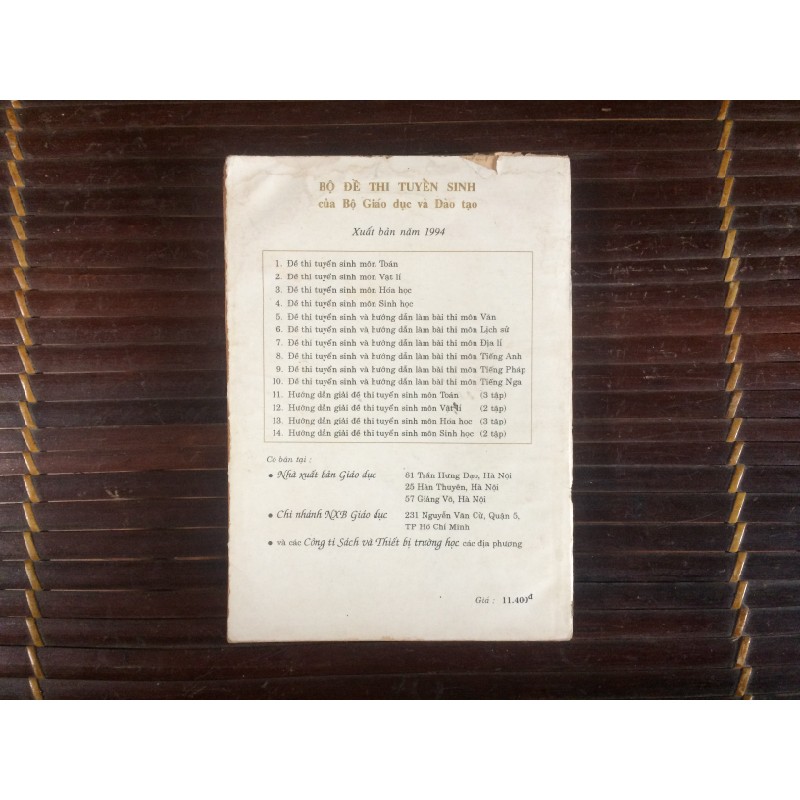 BỘ ĐỀ THI TUYỂN SINH
của Bộ Giáo dục và Đào tạo
Xuất bản năm 1994
1. Đề thi tuyển sinh môn Toán
2. Đề thi tuyển sinh môn Vật lí
3. Đề thi tuyển sinh môn Hóa học
4. Đề thi tuyển sinh môn Sinh học
5. Đề thi tuyển sinh và hướng dẫn làm bài thi môn Văn
6. Đề thi tuyển sinh và hướng dẫn làm bài thi môn Lịch sử
7. Đề thi tuyển sinh và hướng dẫn làm bài thi môn Địa lí
8. Đề thi tuyển sinh và hướng dẫn làm bài thi môn Tiếng Anh
9. Đề thi tuyển sinh và hướng dẫn làm bài thi môn Tiếng Pháp
10. Đề thi tuyển sinh và hướng dẫn làm bài thi môn Tiếng Nga
11. Hướng dẫn giải đề thi tuyển sinh môn Toán (3 tập)
12. Hướng dẫn giải đề thi tuyển sinh môn Vật lí (2 tập)
13. Hướng dẫn giải đề thi tuyển sinh môn Hóa học (3 tập)
14. Hướng dẫn giải đề thi tuyển sinh môn Sinh học (2 tập)
Có bán tại :
• Nhà xuất bản Giáo dục 81 Trần Hưng Đạo, Hà Nội
25 Hàn Thuyên, Hà Nội
57 Giảng Võ, Hà Nội
• Chi nhánh NXB Giáo dục 231 Nguyễn Văn Cừ, Quận 5,
TP Hồ Chí Minh
• và các Công ti Sách và Thiết bị trường học các địa phương
Giá : 11.400đ